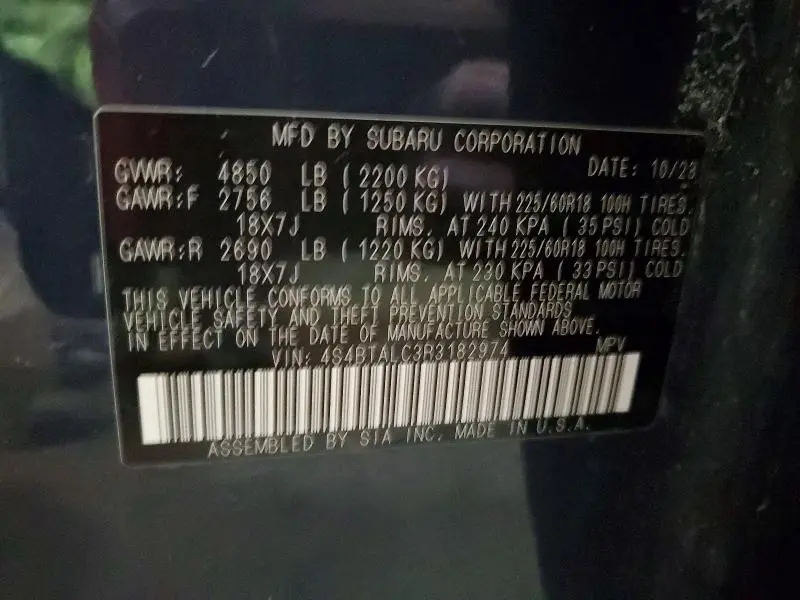 MFD BY SUBARU CORPORATION
GVWR: 4850 LB ( 2200 KG) DATE: 10/23
GAWR:F 2756 LB ( 1250 KG) WITH 225/60R18 100H TIRES.
18X7J RIMS, AT 240 KPA ( 35 PSI) COLD
GAWR:R 2690 LB ( 1220 KG) WITH 225/60R18 100H TIRES.
18X7J RIMS, AT 230 KPA ( 33 PSI) COLD
THIS VEHICLE CONFORMS TO ALL APPLICABLE FEDERAL MOTOR
VEHICLE SAFETY AND THEFT PREVENTION STANDARDS
IN EFFECT ON THE DATE OF MANUFACTURE SHOWN ABOVE.
VIN: 4S4BTALC3R3182974 MPV
ASSEMBLED BY SIA INC. MADE IN U.S.A.